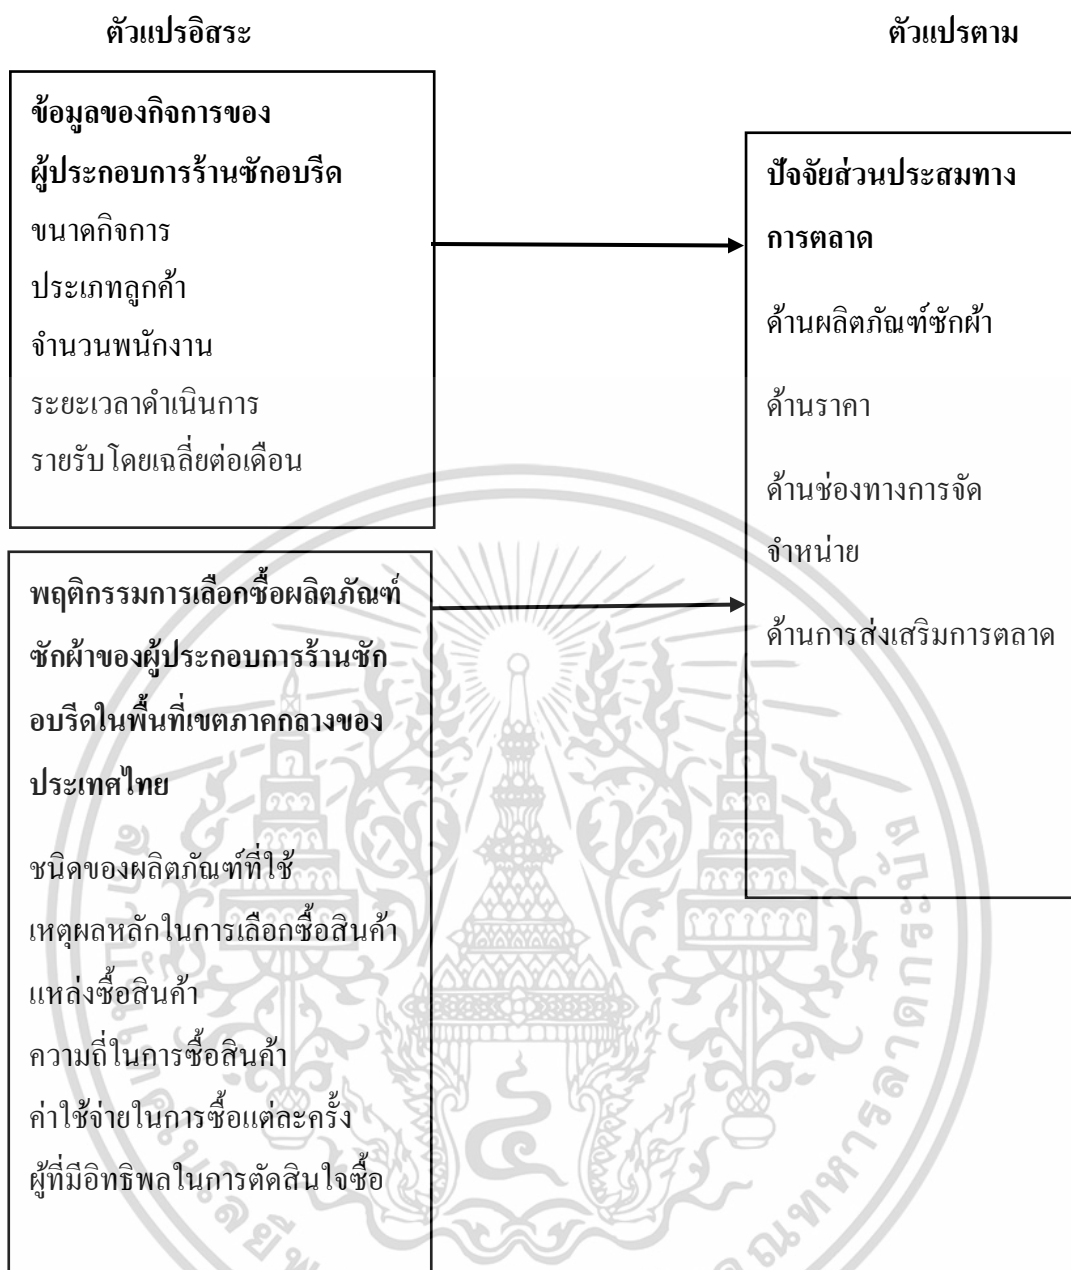 ตัวแปรอิสระ
ตัวแปรตาม
ข้อมูลของกิจการของ
ผู้ประกอบการร้านซักอบรีด
ขนาดกิจการ
ประเภทลูกค้า
จำนวนพนักงาน
ระยะเวลาดำเนินการ
รายรับโดยเฉลี่ยต่อเดือน
พฤติกรรมการเลือกซื้อผลิตภัณฑ์
ซักผ้าของผู้ประกอบการร้านซัก
อบรีดในพื้นที่เขตภาคกลางของ
ประเทศไทย
ชนิดของผลิตภัณฑ์ที่ใช้
เหตุผลหลักในการเลือกซื้อสินค้า
แหล่งซื้อสินค้า
ความถี่ในการซื้อสินค้า
ค่าใช้จ่ายในการซื้อแต่ละครั้ง
ผู้ที่มีอิทธิพลในการตัดสินใจซื้อ
ปัจจัยส่วนประสมทาง
การตลาด
ด้านผลิตภัณฑ์ซักผ้า
ด้านราคา
ด้านช่องทางการจัด
จำหน่าย
ด้านการส่งเสริมการตลาด